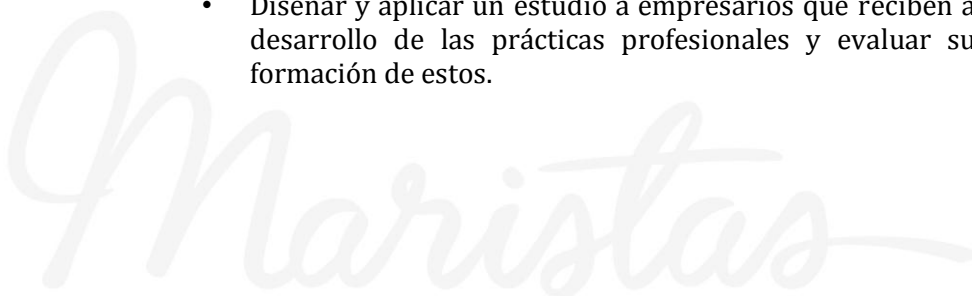 • Diseñar y aplicar un estudio a empresarios que reciben a
desarrollo de las prácticas profesionales y evaluar su
formación de estos.
Maristas